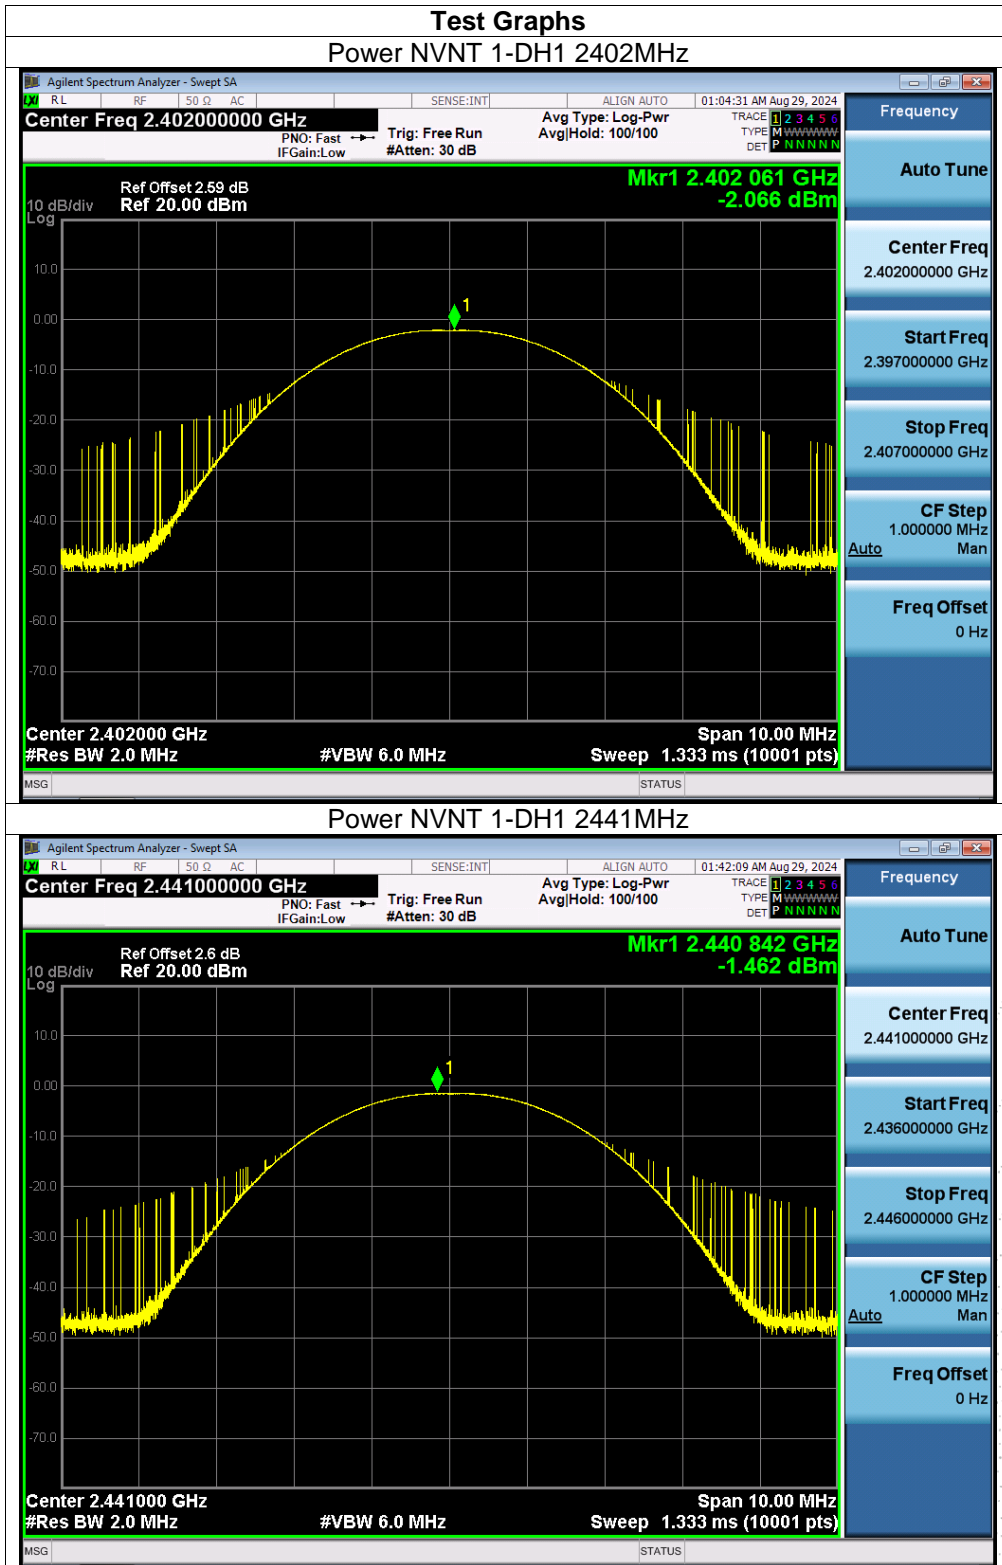 Test Graphs
Power NVNT 1-DH1 2402MHz
Agilent Spectrum Analyzer - Swept SA
LXI RL RF 50 Ω AC SENSE:INT ALIGN AUTO 01:04:31 AM Aug 29, 2024
Center Freq 2.402000000 GHz
PNO: Fast
IFGain:Low
Trig: Free Run
#Atten: 30 dB
Avg Type: Log-Pwr
Avg|Hold: 100/100
TRACE 1 2 3 4 5 6
TYPE M W W W W W
DET P N N N N N
Frequency
Auto Tune
Center Freq
2.402000000 GHz
Start Freq
2.397000000 GHz
Stop Freq
2.407000000 GHz
CF Step
1.000000 MHz
Auto Man
Freq Offset
0 Hz
Mkr1 2.402 061 GHz
-2.066 dBm
Ref Offset 2.59 dB
10 dB/div Ref 20.00 dBm
Log
10.0
1
0.00
-10.0
-20.0
-30.0
-40.0
-50.0
-60.0
-70.0
Center 2.402000 GHz Span 10.00 MHz
#Res BW 2.0 MHz #VBW 6.0 MHz Sweep 1.333 ms (10001 pts)
MSG STATUS
Power NVNT 1-DH1 2441MHz
Agilent Spectrum Analyzer - Swept SA
LXI RL RF 50 Ω AC SENSE:INT ALIGN AUTO 01:42:09 AM Aug 29, 2024
Center Freq 2.441000000 GHz
PNO: Fast
IFGain:Low
Trig: Free Run
#Atten: 30 dB
Avg Type: Log-Pwr
Avg|Hold: 100/100
TRACE 1 2 3 4 5 6
TYPE M W W W W W
DET P N N N N N
Frequency
Auto Tune
Center Freq
2.441000000 GHz
Start Freq
2.436000000 GHz
Stop Freq
2.446000000 GHz
CF Step
1.000000 MHz
Auto Man
Freq Offset
0 Hz
Mkr1 2.440 842 GHz
-1.462 dBm
Ref Offset 2.6 dB
10 dB/div Ref 20.00 dBm
Log
10.0
1
0.00
-10.0
-20.0
-30.0
-40.0
-50.0
-60.0
-70.0
Center 2.441000 GHz Span 10.00 MHz
#Res BW 2.0 MHz #VBW 6.0 MHz Sweep 1.333 ms (10001 pts)
MSG STATUS